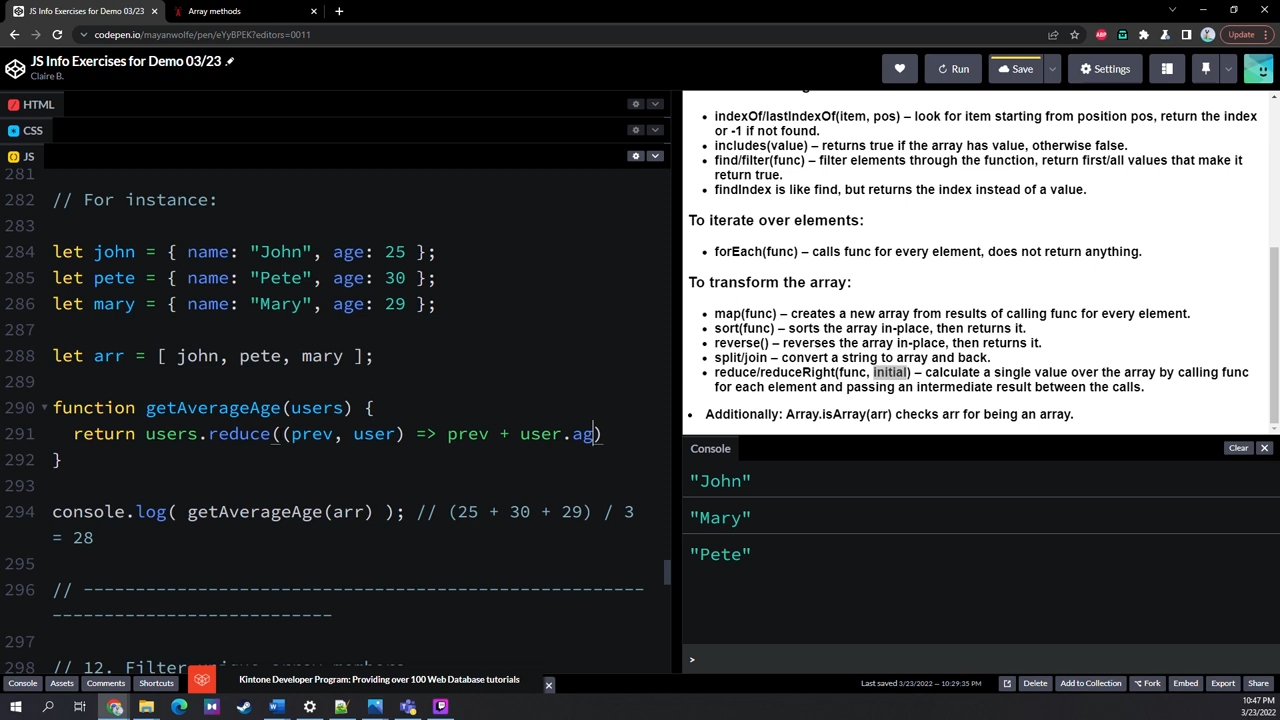 JS Info Exercises for Demo 03/23
Array methods
codepen.io/mayanwolfe/pen/eYyBPEK?editors=0011
ABP
Update
JS Info Exercises for Demo 03/23
Claire B.
Run
Save
Settings
HTML
CSS
JS
281
282 // For instance:
283
284 let john = { name: "John", age: 25 };
285 let pete = { name: "Pete", age: 30 };
286 let mary = { name: "Mary", age: 29 };
287
288 let arr = [ john, pete, mary ];
289
290 function getAverageAge(users) {
291 return users.reduce((prev, user) => prev + user.ag)
292 }
293
294 console.log( getAverageAge(arr) ); // (25 + 30 + 29) / 3
= 28
295
296 // ------------------------------------------------------
---------------------------
297
298 // 12. Filter unique array members
indexOf/lastIndexOf(item, pos) – look for item starting from position pos, return the index
or -1 if not found.
includes(value) – returns true if the array has value, otherwise false.
find/filter(func) – filter elements through the function, return first/all values that make it
return true.
findIndex is like find, but returns the index instead of a value.
To iterate over elements:
forEach(func) – calls func for every element, does not return anything.
To transform the array:
map(func) – creates a new array from results of calling func for every element.
sort(func) – sorts the array in-place, then returns it.
reverse() – reverses the array in-place, then returns it.
split/join – convert a string to array and back.
reduce/reduceRight(func, initial) – calculate a single value over the array by calling func
for each element and passing an intermediate result between the calls.
Additionally: Array.isArray(arr) checks arr for being an array.
Console
Clear
"John"
"Mary"
"Pete"
>
Console
Assets
Comments
Shortcuts
Kintone Developer Program: Providing over 100 Web Database tutorials
Last saved 3/23/2022 — 10:29:35 PM
Delete
Add to Collection
Fork
Embed
Export
Share
10:47 PM
3/23/2022